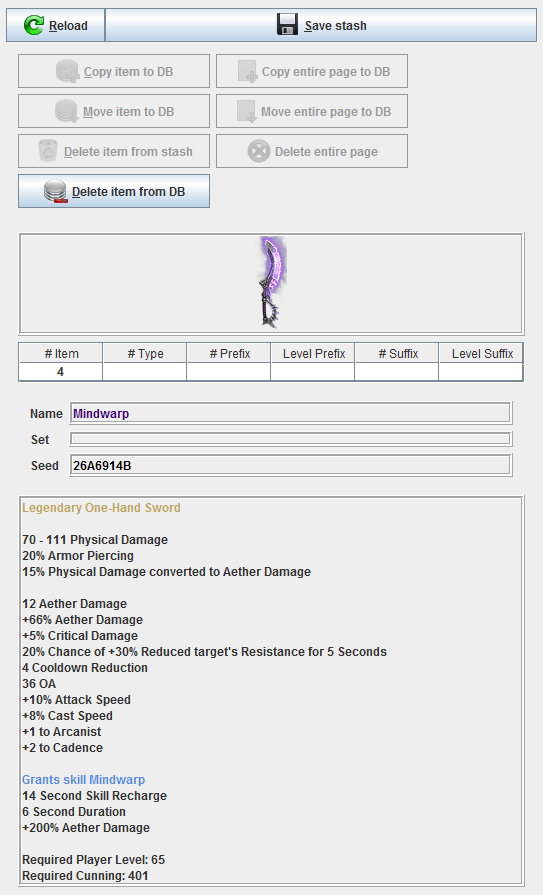 Reload
Save stash
Copy item to DB
Copy entire page to DB
Move item to DB
Move entire page to DB
Delete item from stash
Delete entire page
Delete item from DB
# Item # Type # Prefix Level Prefix # Suffix Level Suffix
4
Name Mindwarp
Set
Seed 26A6914B
Legendary One-Hand Sword
70 - 111 Physical Damage
20% Armor Piercing
15% Physical Damage converted to Aether Damage
12 Aether Damage
+66% Aether Damage
+5% Critical Damage
20% Chance of +30% Reduced target's Resistance for 5 Seconds
4 Cooldown Reduction
36 OA
+10% Attack Speed
+8% Cast Speed
+1 to Arcanist
+2 to Cadence
Grants skill Mindwarp
14 Second Skill Recharge
6 Second Duration
+200% Aether Damage
Required Player Level: 65
Required Cunning: 401